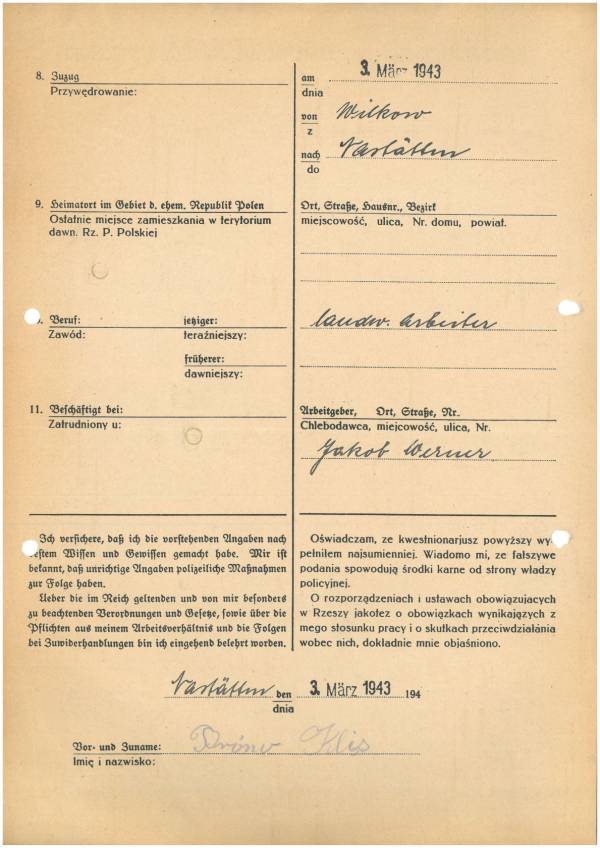 8. Zuzug
Przywędrowanie:
am 3. März 1943
dnia
von Wilkow
z
nach Nastätten
do
9. Heimatort im Gebiet d. ehem. Republik Polen
Ostatnie miejsce zamieszkania w terytorium
dawn. Rz. P. Polskiej
Ort, Straße, Hausnr., Bezirk
miejscowość, ulica, Nr. domu, powiat.
Beruf: jetziger:
Zawód: teraźniejszy:
früherer:
dawniejszy:
landw. Arbeiter
11. Beschäftigt bei:
Zatrudniony u:
Arbeitgeber, Ort, Straße, Nr.
Chlebodawca, miejcowość, ulica, Nr.
Jakob Werner
Ich versichere, daß ich die vorstehenden Angaben nach
bestem Wissen und Gewissen gemacht habe. Mir ist
bekannt, daß unrichtige Angaben polizeiliche Maßnahmen
zur Folge haben.
Ueber die im Reich geltenden und von mir besonders
zu beachtenden Verordnungen und Gesetze, sowie über die
Pflichten aus meinem Arbeitsverhältnis und die Folgen
bei Zuwiderhandlungen bin ich eingehend belehrt worden.
Oświadczam, ze kwestnionarjusz powyższy wy-
pełniłem najsumienniej. Wiadomo mi, ze fałszywe
podania spowodują środki karne od strony władzy
policyjnej.
O rozporządzeniach i ustawach obowiązujących
w Rzeszy jakoteż o obowiązkach wynikających z
mego stosunku pracy i o skutkach przeciwdziałánia
wobec nich, dokładnie mnie objaśniono.
Nastätten den 3. März 1943 194
dnia
Vor- und Zuname: Bróno Klis
Imię i nazwisko: